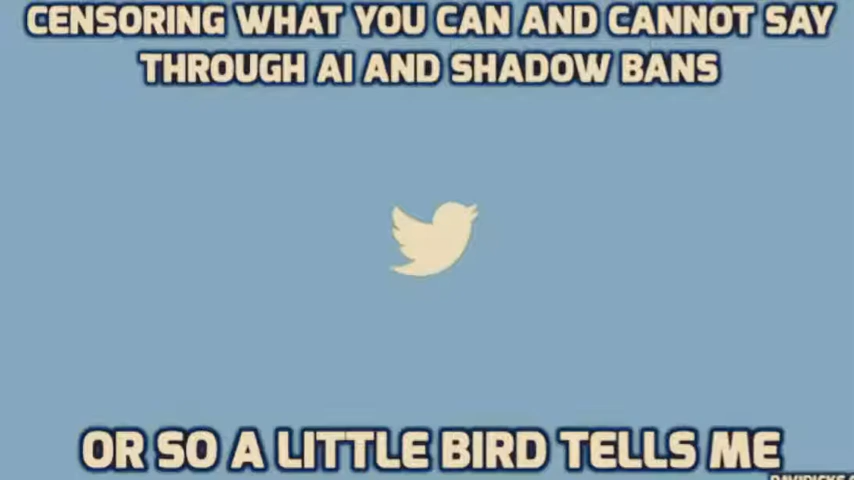 CENSORING WHAT YOU CAN AND CANNOT SAY
THROUGH AI AND SHADOW BANS
OR SO A LITTLE BIRD TELLS ME